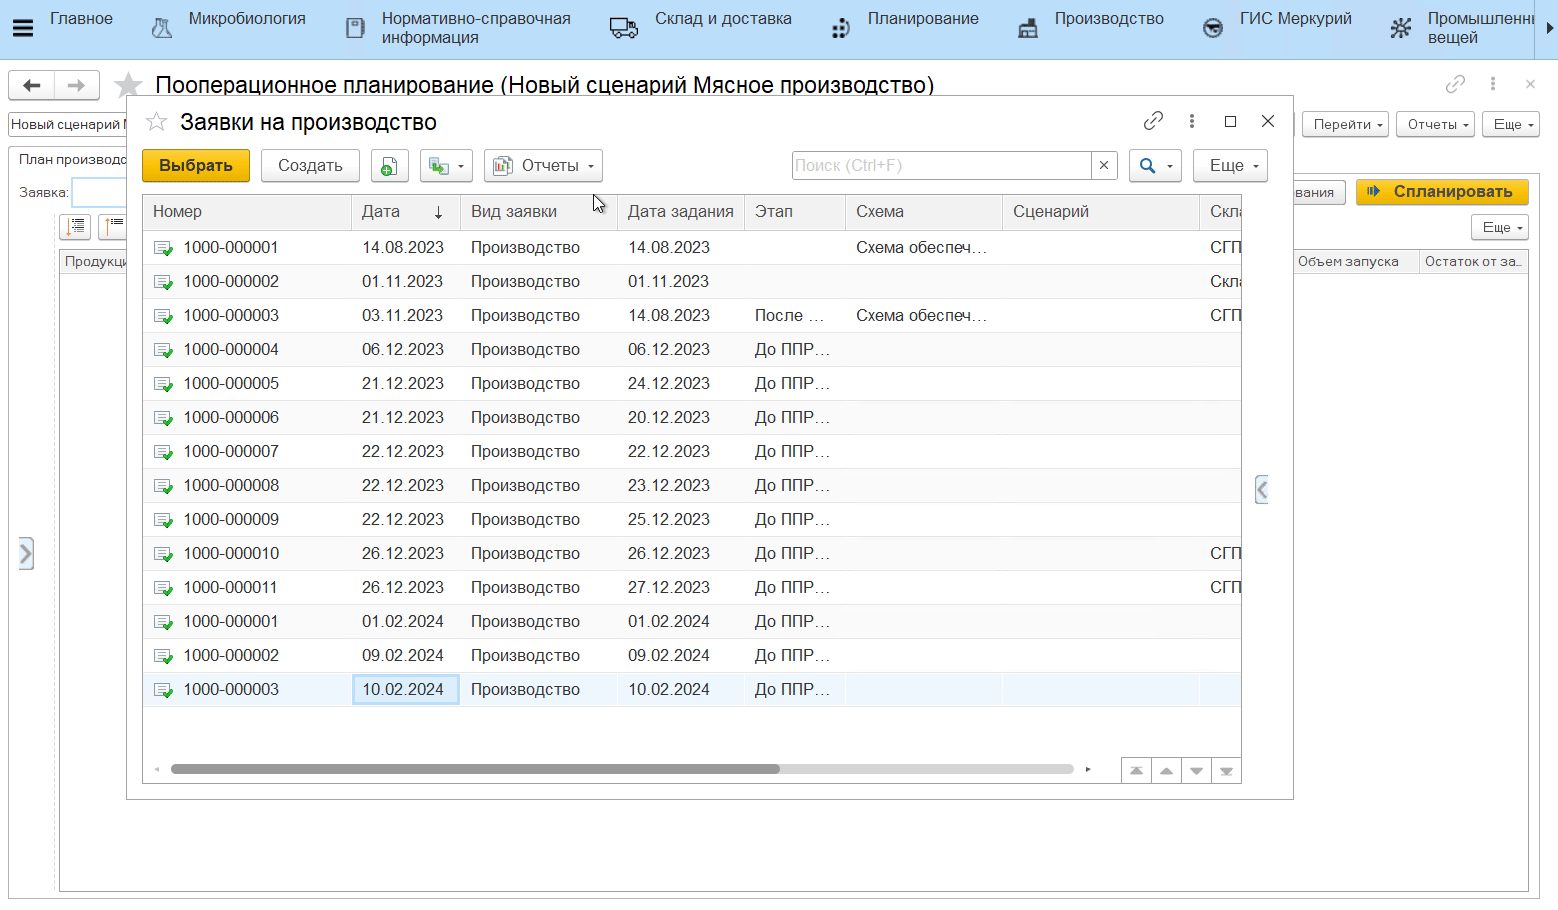 Главное
Микробиология
Нормативно-справочная
информация
Склад и доставка
Планирование
Производство
ГИС Меркурий
Промышленны
вещей
Пооперационное планирование (Новый сценарий Мясное производство)
Новый сценарий
Перейти
Отчеты
Еще
План производс
Заявка:
ования
Спланировать
Еще
Продукци
Объем запуска
Остаток от за...
Заявки на производство
Выбрать
Создать
Отчеты
Поиск (Ctrl+F)
Еще
Номер Дата Вид заявки Дата задания Этап Схема Сценарий Скла
1000-000001 14.08.2023 Производство 14.08.2023 Схема обеспеч... СГП
1000-000002 01.11.2023 Производство 01.11.2023 Скла
1000-000003 03.11.2023 Производство 14.08.2023 После ... Схема обеспеч... СГП
1000-000004 06.12.2023 Производство 06.12.2023 До ППР...
1000-000005 21.12.2023 Производство 24.12.2023 До ППР...
1000-000006 21.12.2023 Производство 20.12.2023 До ППР...
1000-000007 22.12.2023 Производство 22.12.2023 До ППР...
1000-000008 22.12.2023 Производство 23.12.2023 До ППР...
1000-000009 22.12.2023 Производство 25.12.2023 До ППР...
1000-000010 26.12.2023 Производство 26.12.2023 До ППР... СГП
1000-000011 26.12.2023 Производство 27.12.2023 До ППР... СГП
1000-000001 01.02.2024 Производство 01.02.2024 До ППР...
1000-000002 09.02.2024 Производство 09.02.2024 До ППР...
1000-000003 10.02.2024 Производство 10.02.2024 До ППР...